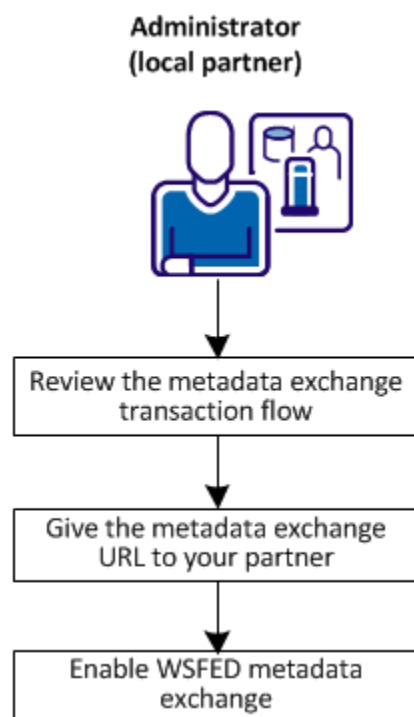 Administrator
(local partner)
Review the metadata exchange
transaction flow
Give the metadata exchange
URL to your partner
Enable WSFED metadata
exchange